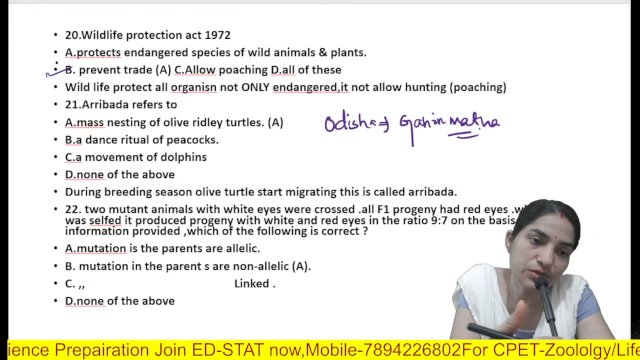 • 20.Wildlife protection act 1972
• A.protects endangered species of wild animals & plants.
• B. prevent trade (A) C.Allow poaching D.all of these
• Wild life protect all organisn not ONLY endangered,it not allow hunting (poaching)
• 21.Arribada refers to
• A.mass nesting of olive ridley turtles. (A)
Odisha ⇒ Gahirmatha
• B.a dance ritual of peacocks.
• C.a movement of dolphins
• D.none of the above
• During breeding season olive turtle start migrating this is called arribada.
• 22. two mutant animals with white eyes were crossed .all F1 progeny had red eyes
was selfed it produced progeny with white and red eyes in the ratio 9:7 on the basis
information provided ,which of the following is correct ?
• A.mutation is the parents are allelic.
• B. mutation in the parent s are non-allelic (A).
• C. ,, Linked .
• D.none of the above
ience Prepairation Join ED-STAT now,Mobile-7894226802For CPET-Zoololgy/Life